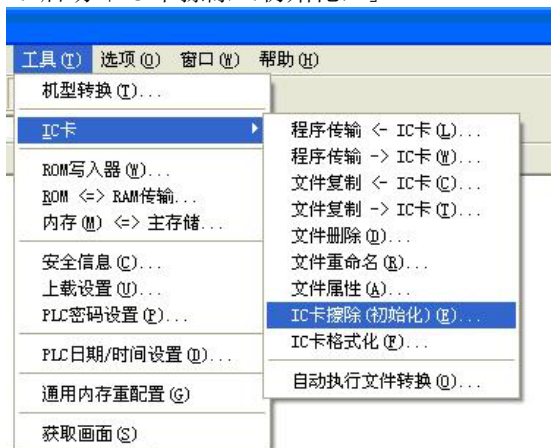 工具(T) 选项(O) 窗口(W) 帮助(H)
机型转换(T)...
IC卡
ROM写入器(W)...
ROM <=> RAM传输...
内存(M) <=> 主存储...
安全信息(C)...
上载设置(U)...
PLC密码设置(P)...
PLC日期/时间设置(D)...
通用内存重配置(G)
获取画面(S)
程序传输 <- IC卡(L)...
程序传输 -> IC卡(W)...
文件复制 <- IC卡(C)...
文件复制 -> IC卡(T)...
文件删除(D)...
文件重命名(R)...
文件属性(A)...
IC卡擦除(初始化)(E)...
IC卡格式化(F)...
自动执行文件转换(O)...